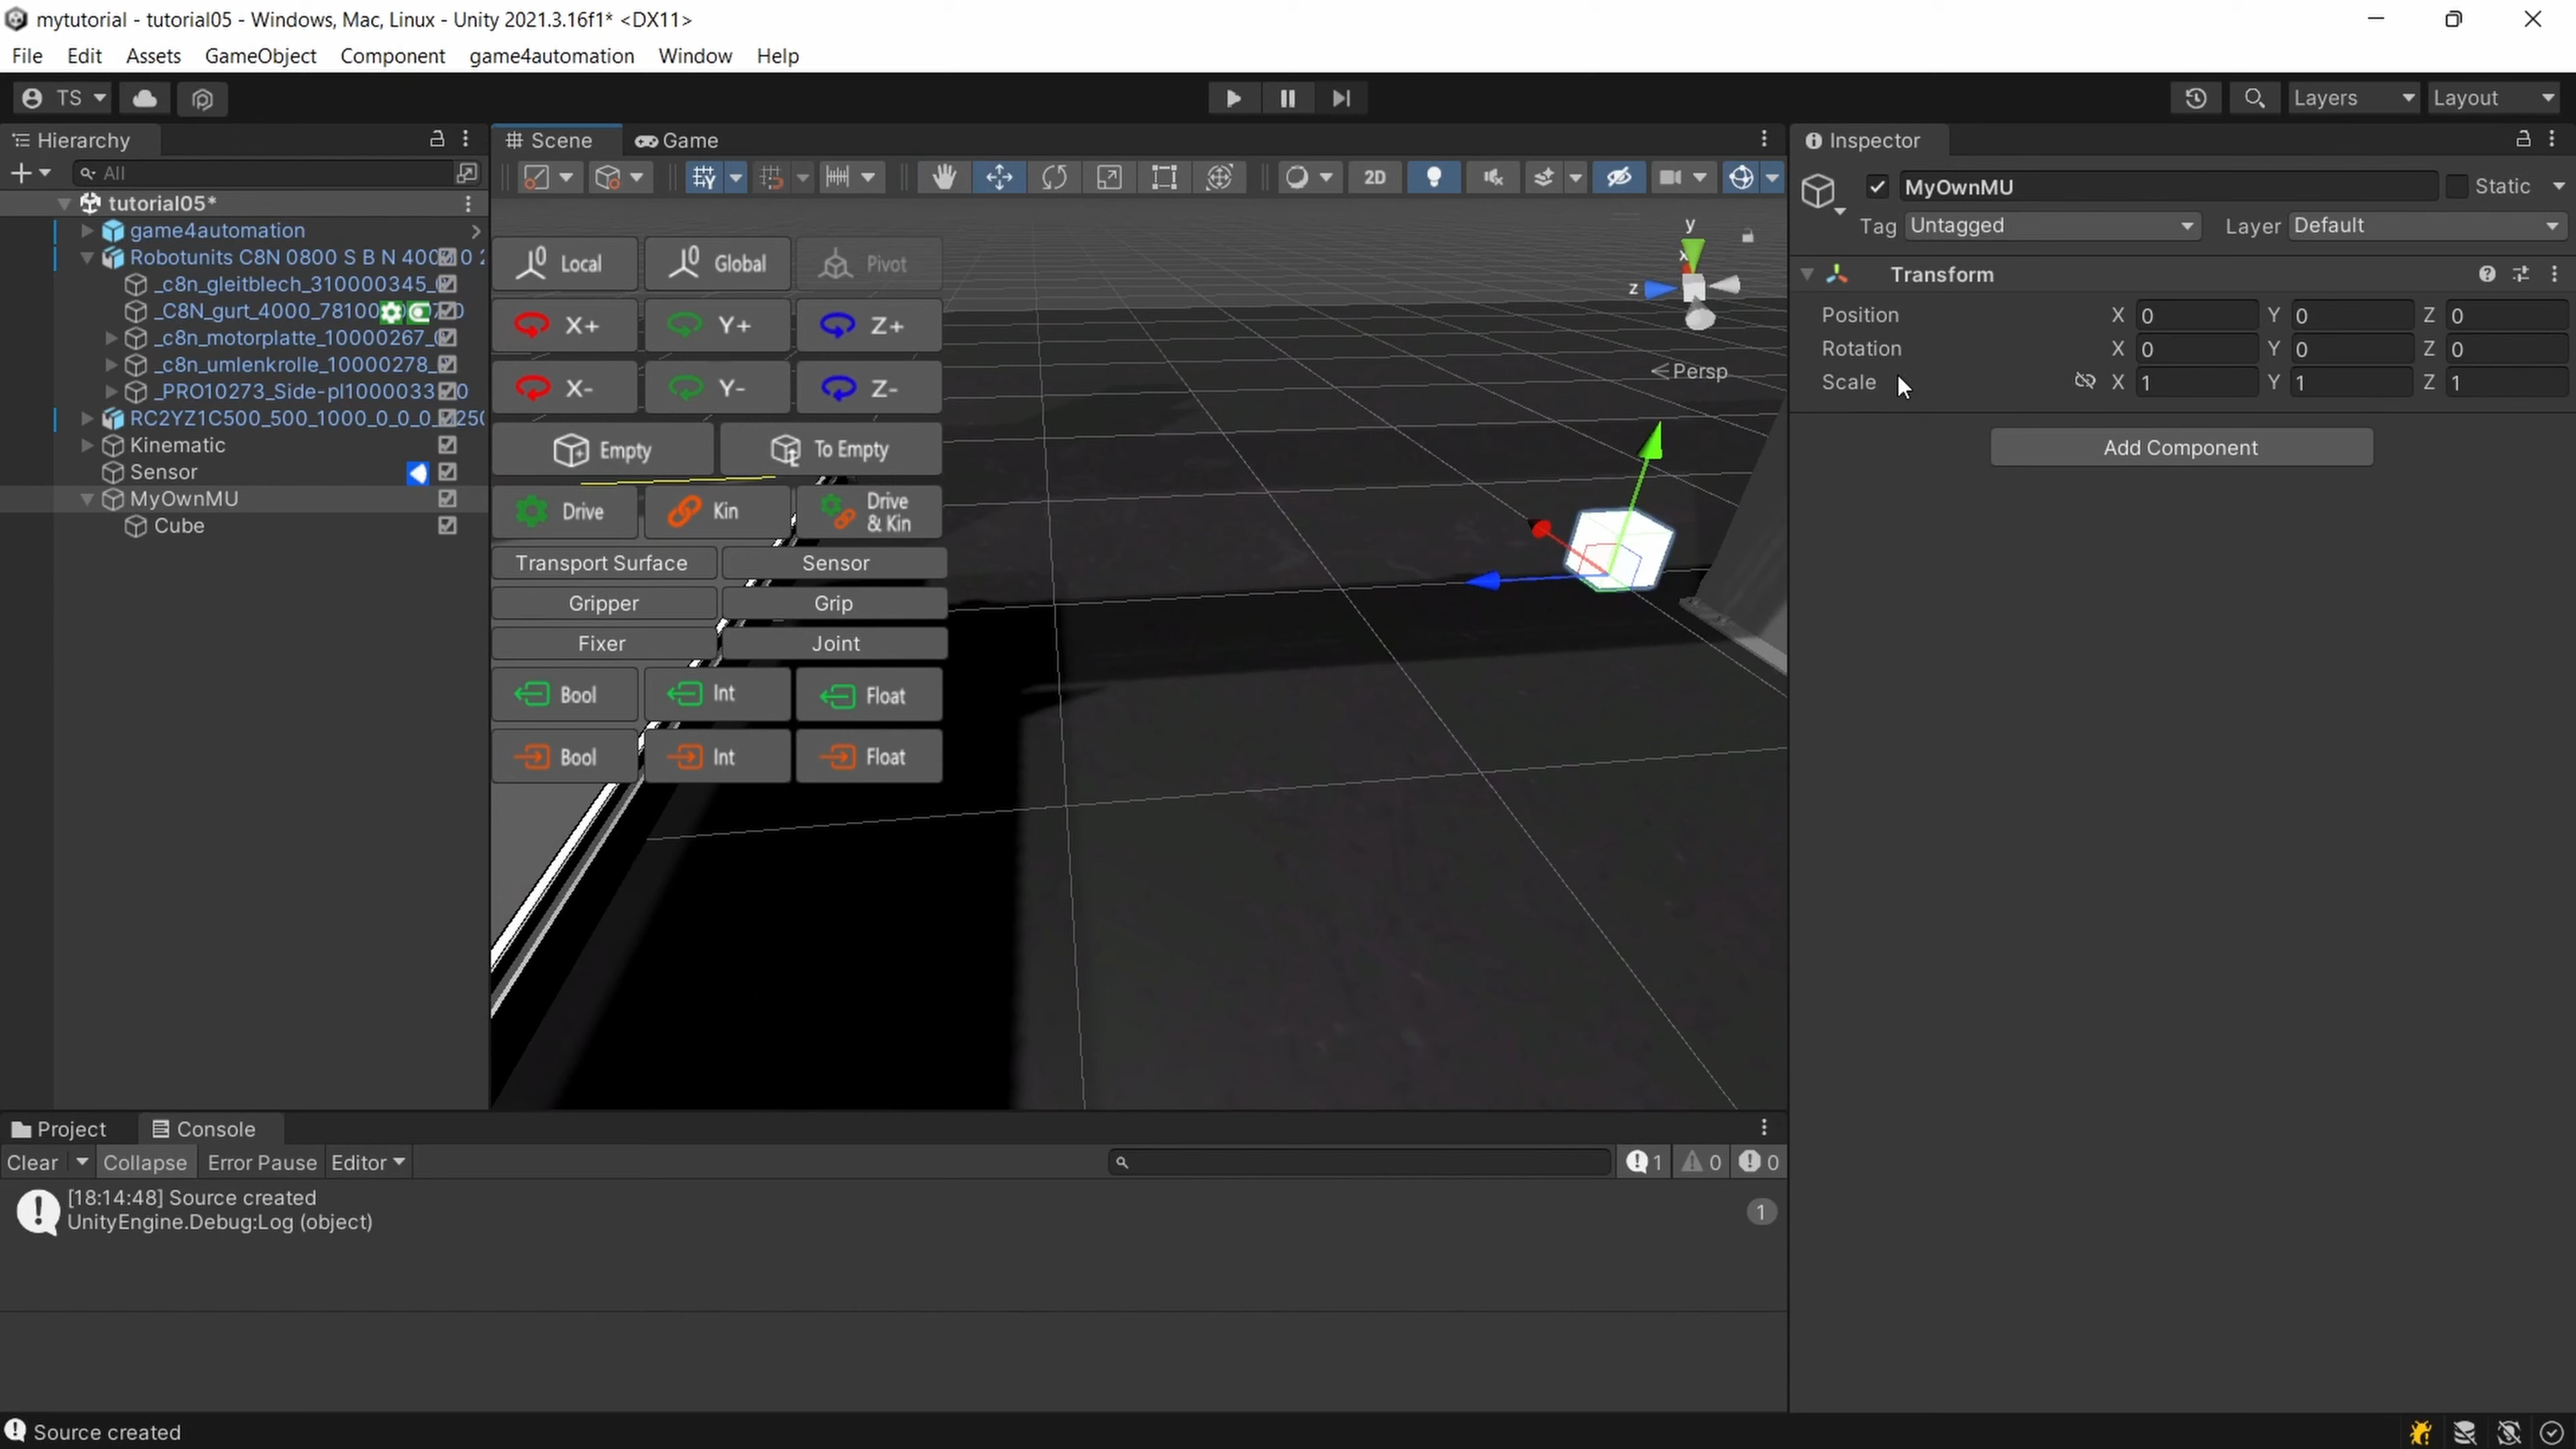 mytutorial - tutorial05 - Windows, Mac, Linux - Unity 2021.3.16f1* <DX11>
File Edit Assets GameObject Component game4automation Window Help
TS Layers Layout
Hierarchy
All
tutorial05*
game4automation
Robotunits C8N 0800 S B N 400
_c8n_gleitblech_310000345_
_C8N_gurt_4000_78100
_c8n_motorplatte_10000267_
_c8n_umlenkrolle_10000278_
_PRO10273_Side-pl1000033
RC2YZ1C500_500_1000_0_0_0_
Kinematic
Sensor
MyOwnMU
Cube
Scene Game
2D
Local Global Pivot
X+ Y+ Z+
X- Y- Z-
Empty To Empty
Drive Kin Drive
& Kin
Transport Surface Sensor
Gripper Grip
Fixer Joint
Bool Int Float
Bool Int Float
y
x
z
Persp
Inspector
MyOwnMU Static
Tag Untagged Layer Default
Transform
Position X 0 Y 0 Z 0
Rotation X 0 Y 0 Z 0
Scale X 1 Y 1 Z 1
Add Component
Project Console
Clear Collapse Error Pause Editor 1 0 0
[18:14:48] Source created
UnityEngine.Debug:Log (object)
1
Source created